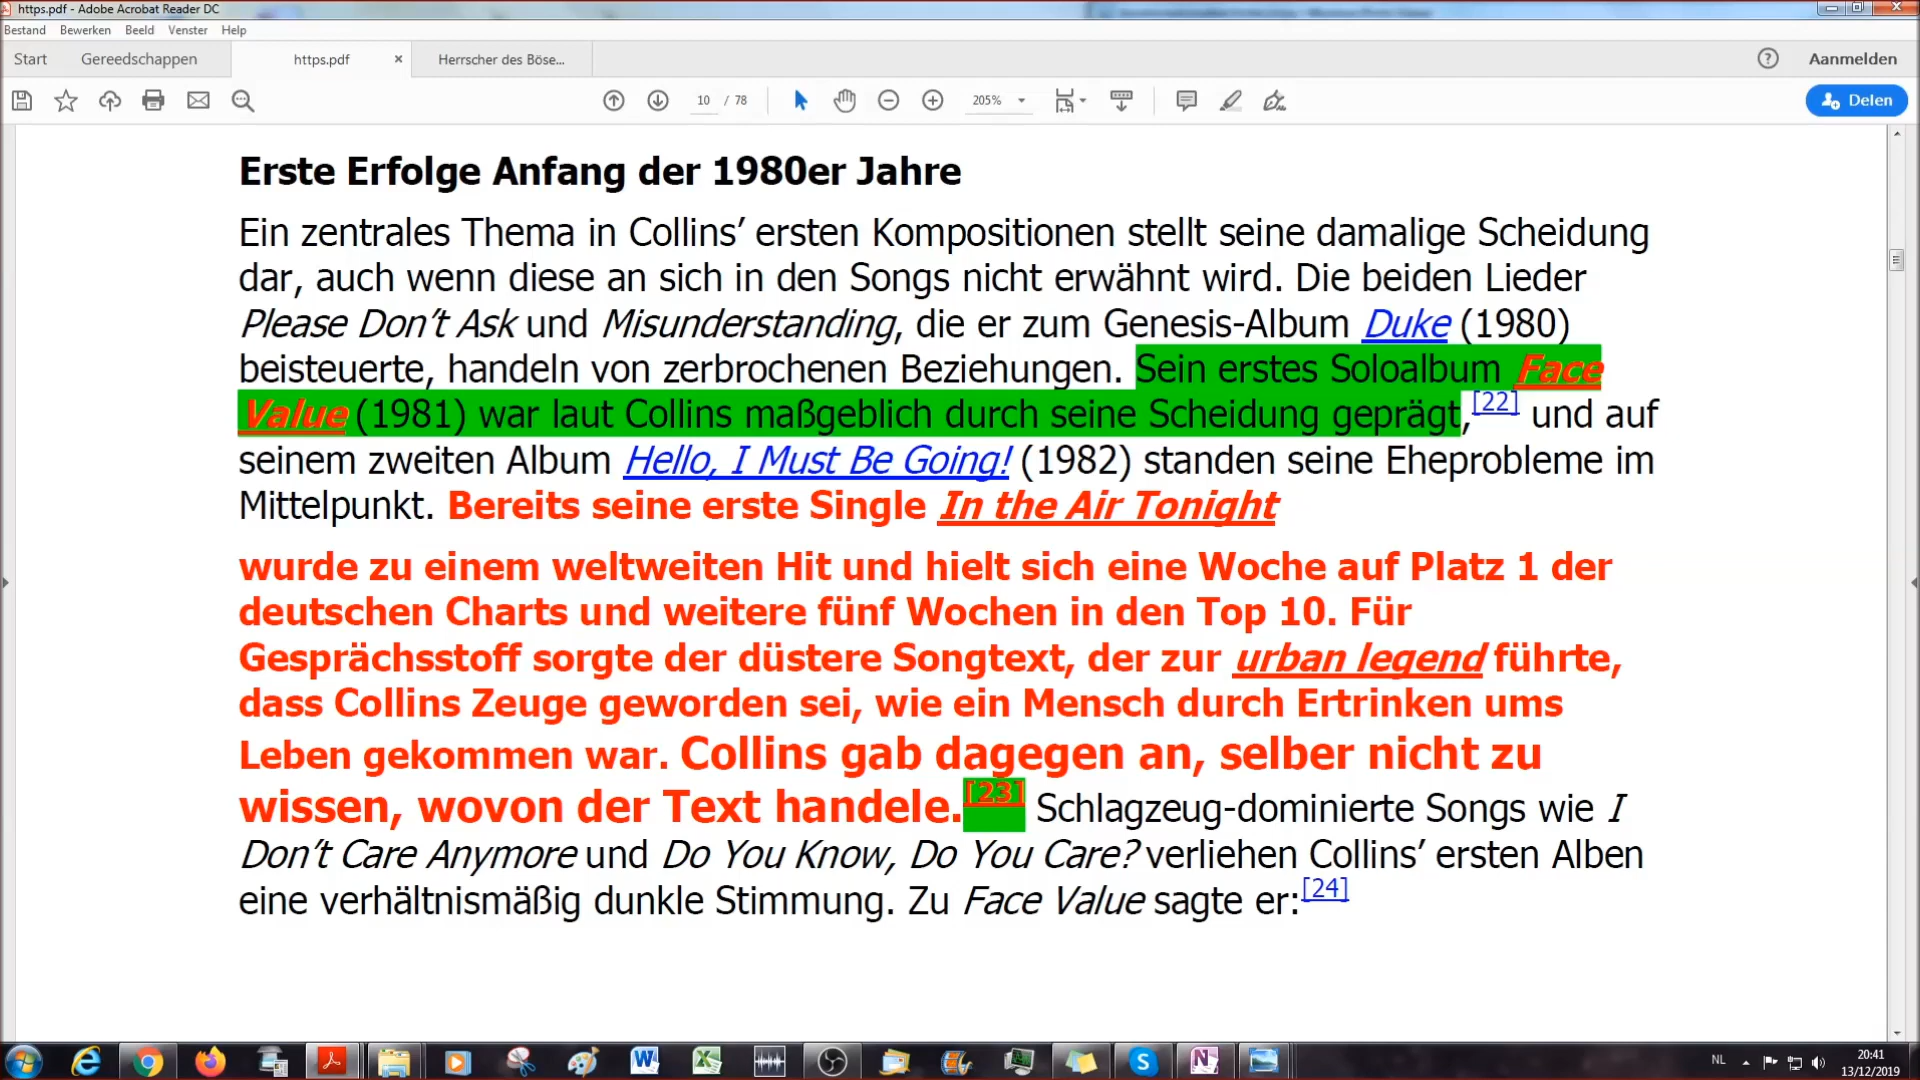 https.pdf - Adobe Acrobat Reader DC
Bestand Bewerken Beeld Venster Help
Start Gereedschappen https.pdf × Herrscher des Böse... Aanmelden
10 / 78 205% Delen
Erste Erfolge Anfang der 1980er Jahre
Ein zentrales Thema in Collins’ ersten Kompositionen stellt seine damalige Scheidung
dar, auch wenn diese an sich in den Songs nicht erwähnt wird. Die beiden Lieder
Please Don’t Ask und Misunderstanding, die er zum Genesis-Album Duke (1980)
beisteuerte, handeln von zerbrochenen Beziehungen. Sein erstes Soloalbum Face
Value (1981) war laut Collins maßgeblich durch seine Scheidung geprägt,[22] und auf
seinem zweiten Album Hello, I Must Be Going! (1982) standen seine Eheprobleme im
Mittelpunkt. Bereits seine erste Single In the Air Tonight
wurde zu einem weltweiten Hit und hielt sich eine Woche auf Platz 1 der
deutschen Charts und weitere fünf Wochen in den Top 10. Für
Gesprächsstoff sorgte der düstere Songtext, der zur urban legend führte,
dass Collins Zeuge geworden sei, wie ein Mensch durch Ertrinken ums
Leben gekommen war. Collins gab dagegen an, selber nicht zu
wissen, wovon der Text handele.[23] Schlagzeug-dominierte Songs wie I
Don’t Care Anymore und Do You Know, Do You Care? verliehen Collins’ ersten Alben
eine verhältnismäßig dunkle Stimmung. Zu Face Value sagte er:[24]
NL 20:41
13/12/2019